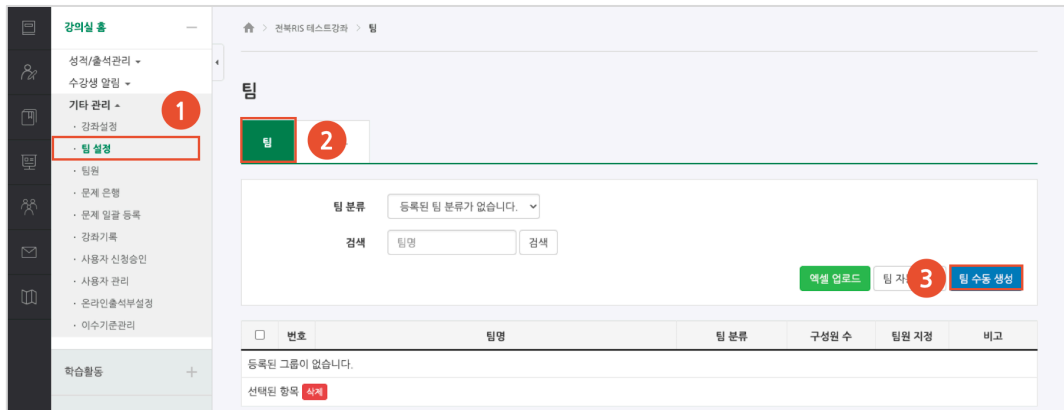 강의실 홈
성적/출석관리
수강생 알림
기타 관리
1
· 강좌설정
· 팀 설정
· 팀원
· 문제 은행
· 문제 일괄 등록
· 강좌기록
· 사용자 신청승인
· 사용자 관리
· 온라인출석부설정
· 이수기준관리
학습활동
> 전북RIS 테스트강좌 > 팀
팀
팀 2
팀 분류 등록된 팀 분류가 없습니다.
검색 팀명 검색
엑셀 업로드 팀 자 3 팀 수동 생성
번호 팀명 팀 분류 구성원 수 팀원 지정 비고
등록된 그룹이 없습니다.
선택된 항목 삭제